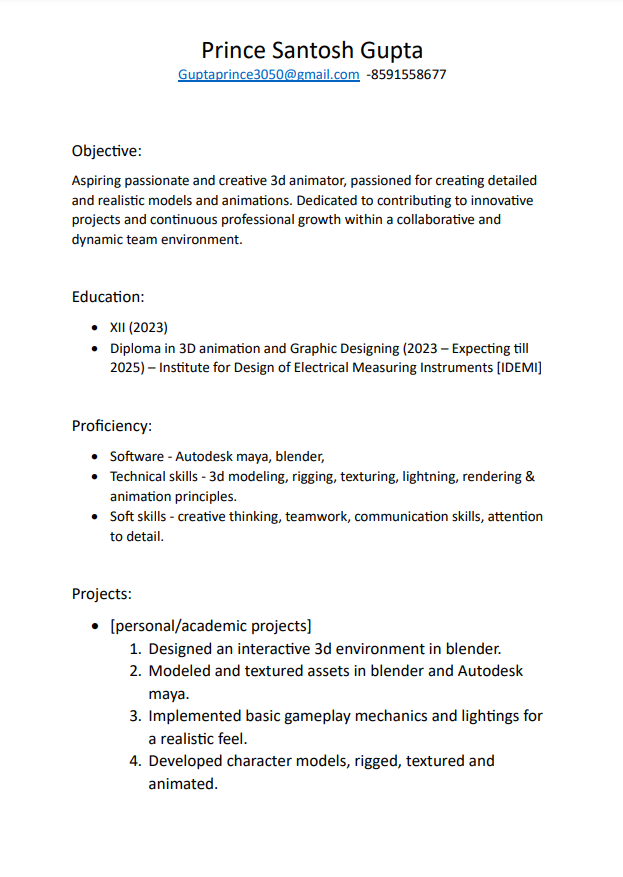 Prince Santosh Gupta
Guptaprince3050@gmail.com -8591558677
Objective:
Aspiring passionate and creative 3d animator, passioned for creating detailed
and realistic models and animations. Dedicated to contributing to innovative
projects and continuous professional growth within a collaborative and
dynamic team environment.
Education:
• XII (2023)
• Diploma in 3D animation and Graphic Designing (2023 – Expecting till
2025) – Institute for Design of Electrical Measuring Instruments [IDEMI]
Proficiency:
• Software - Autodesk maya, blender,
• Technical skills - 3d modeling, rigging, texturing, lightning, rendering &
animation principles.
• Soft skills - creative thinking, teamwork, communication skills, attention
to detail.
Projects:
• [personal/academic projects]
1. Designed an interactive 3d environment in blender.
2. Modeled and textured assets in blender and Autodesk
maya.
3. Implemented basic gameplay mechanics and lightings for
a realistic feel.
4. Developed character models, rigged, textured and
animated.